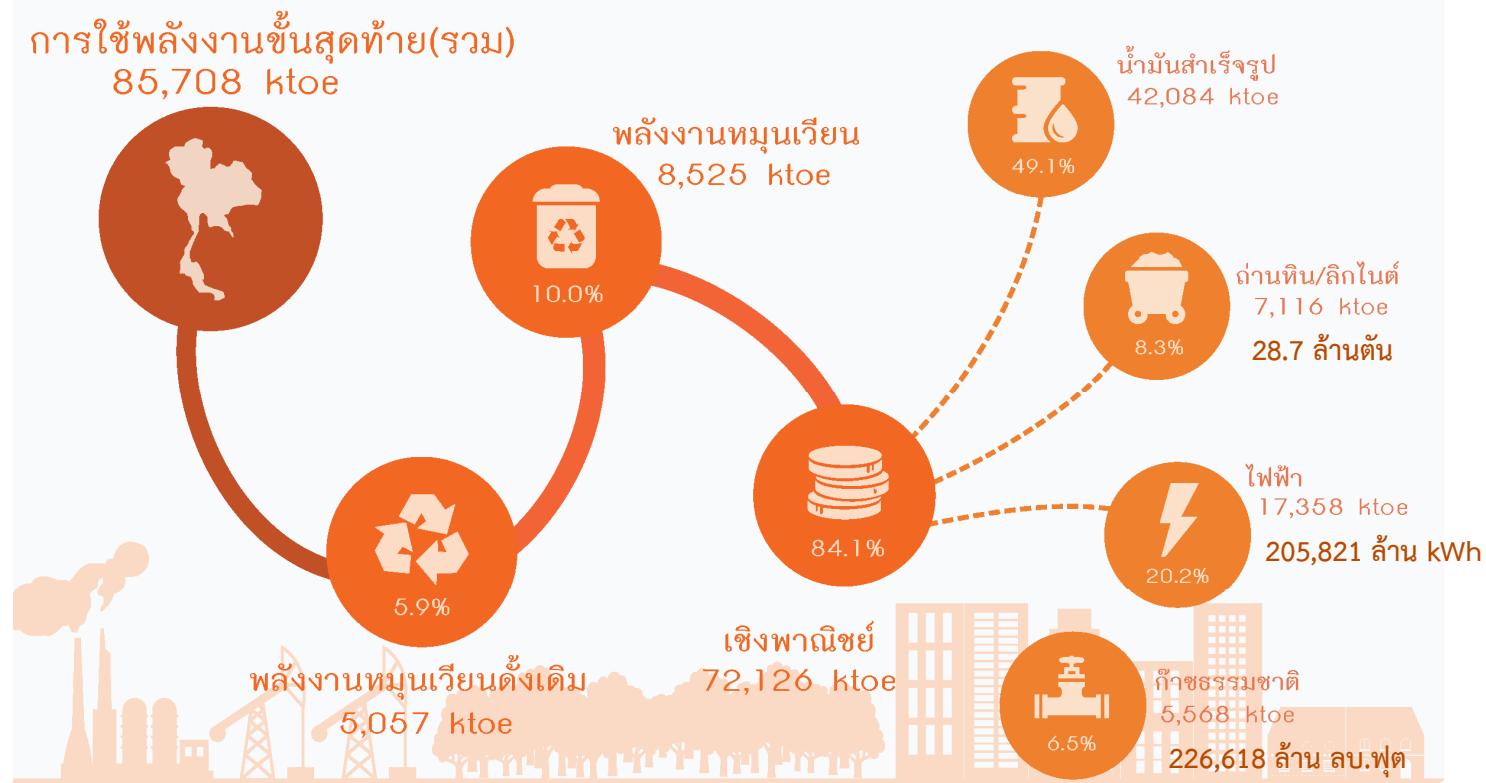 การใช้พลังงานขั้นสุดท้าย(รวม)
85,708 ktoe
พลังงานหมุนเวียน
8,525 ktoe
10.0%
5.9%
พลังงานหมุนเวียนดั้งเดิม
5,057 ktoe
84.1%
เชิงพาณิชย์
72,126 ktoe
น้ำมันสำเร็จรูป
42,084 ktoe
49.1%
ถ่านหิน/ลิกไนต์
7,116 ktoe
8.3%
28.7 ล้านตัน
ไฟฟ้า
17,358 ktoe
20.2%
205,821 ล้าน kWh
ก๊าซธรรมชาติ
5,568 ktoe
6.5%
226,618 ล้าน ลบ.ฟุต